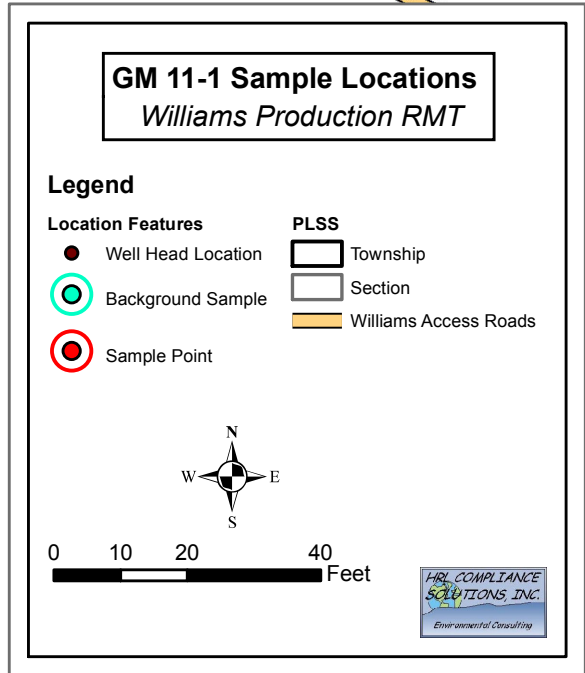 GM 11-1 Sample Locations
Williams Production RMT
Legend
Location Features
Well Head Location
Background Sample
Sample Point
PLSS
Township
Section
Williams Access Roads
N
W E
S
0 10 20 40
Feet
HRL COMPLIANCE
SOLUTIONS, INC.
Environmental Consulting